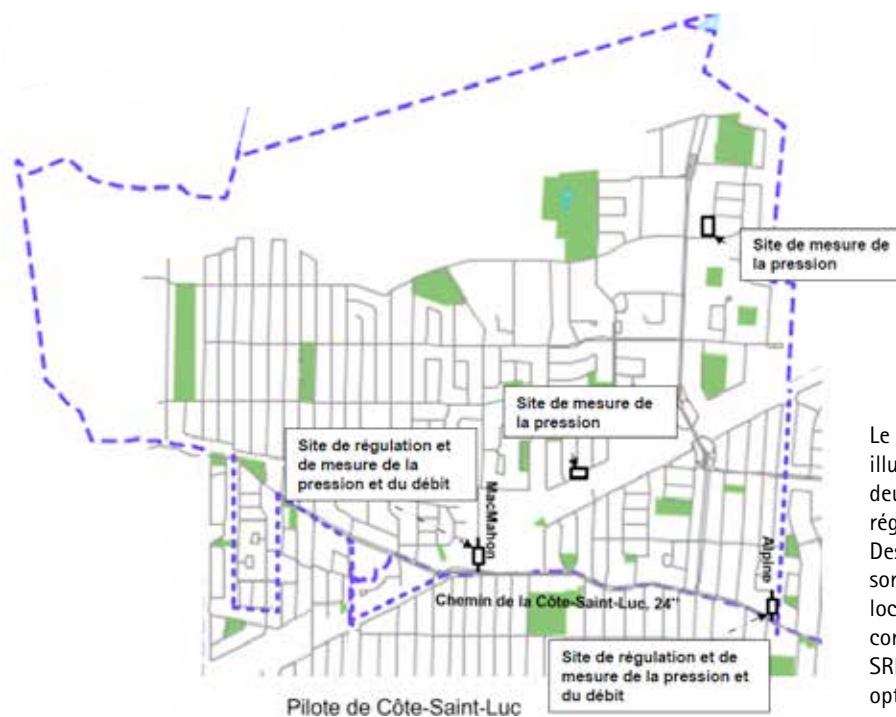 Site de mesure de
la pression
Site de mesure de
la pression
Site de régulation et
de mesure de la
pression et du débit
MacMahon
Alpine
Chemin de la Côte-Saint-Luc, 24"
Site de régulation et de
mesure de la pression et
du débit
Pilote de Côte-Saint-Luc
Le
illu
deu
rég
Des
sor
loc
cor
SR
opt